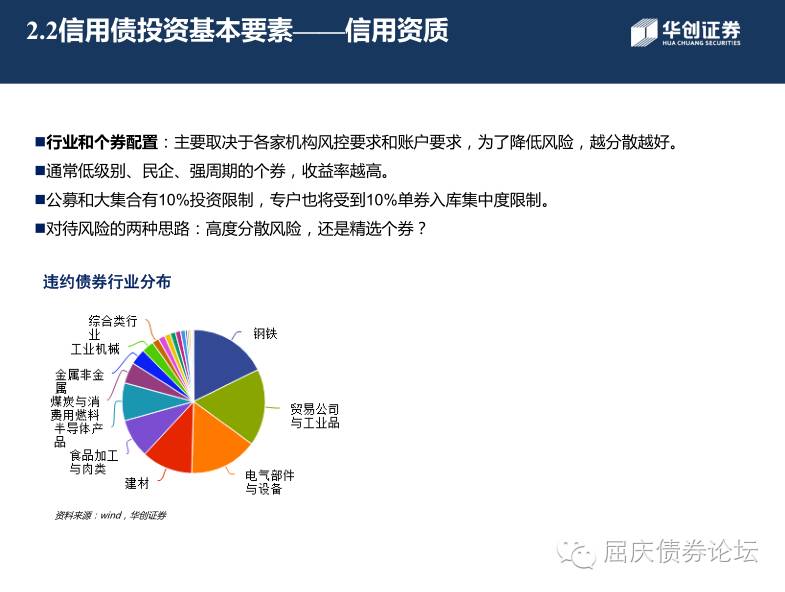 2.2信用债投资基本要素——信用资质
华创证券
HUA CHUANG SECURITIES
■行业和个券配置：主要取决于各家机构风控要求和账户要求，为了降低风险，越分散越好。
■通常低级别、民企、强周期的个券，收益率越高。
■公募和大集合有10%投资限制，专户也将受到10%单券入库集中度限制。
■对待风险的两种思路：高度分散风险，还是精选个券？
违约债券行业分布
综合类行
业
工业机械
金属非金
属
煤炭与消
费用燃料
半导体产
品
食品加工
与肉类
建材
钢铁
贸易公司
与工业品
电气部件
与设备
资料来源：wind，华创证券
屈庆债券论坛